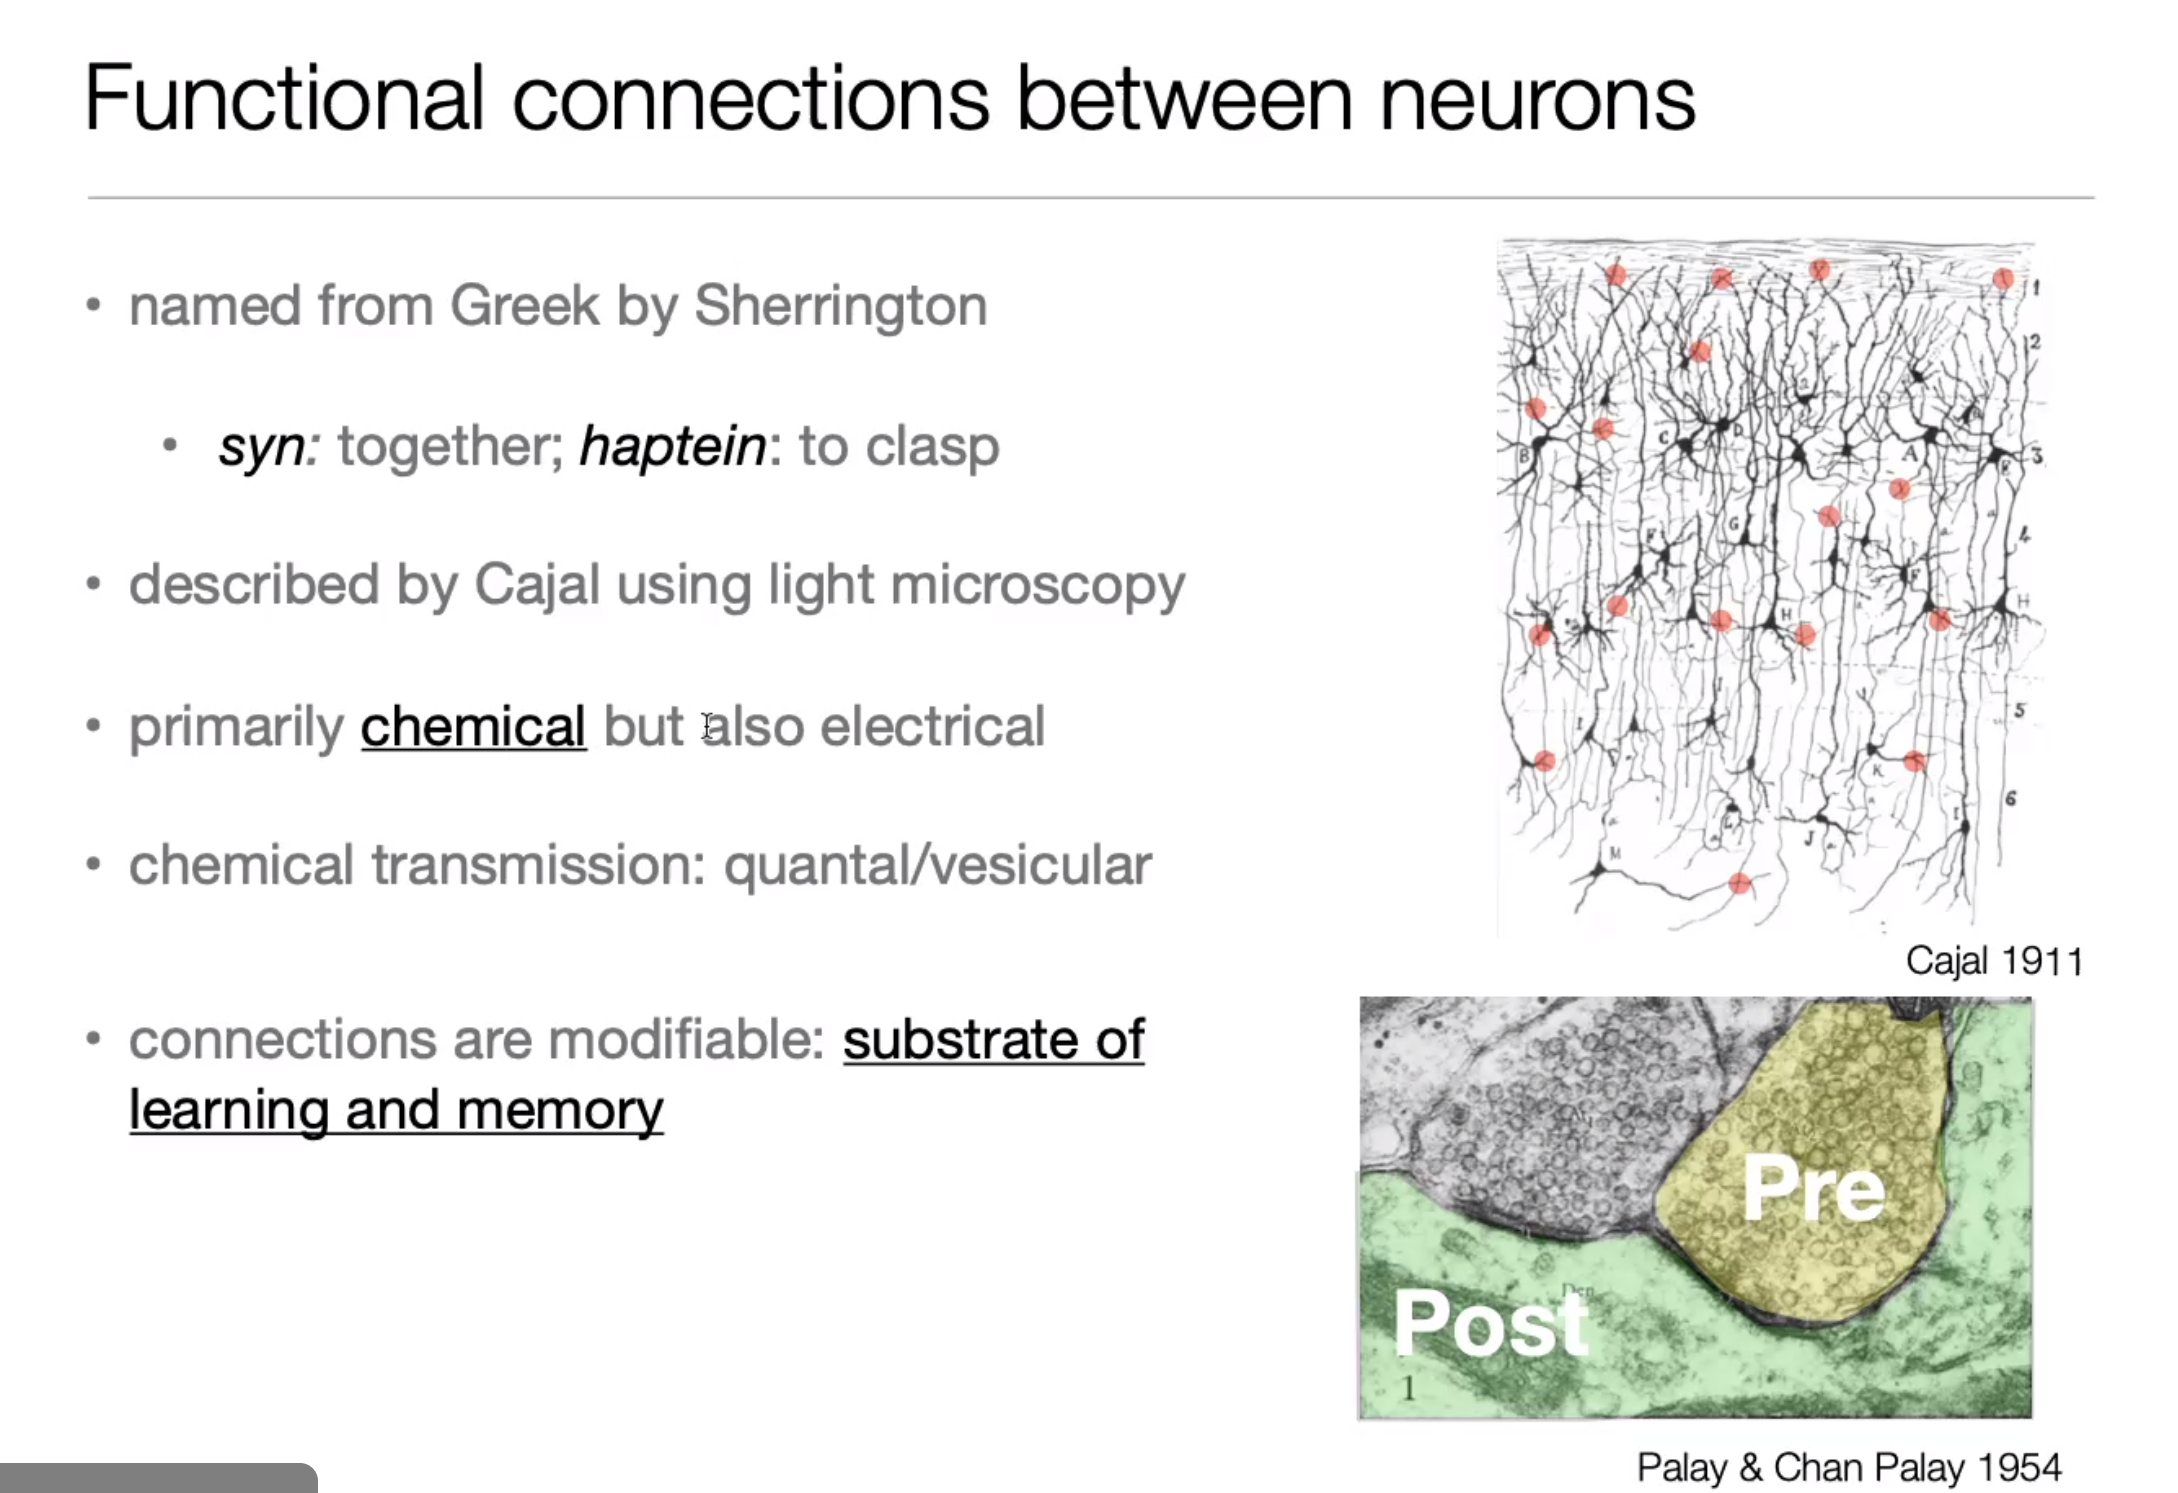 Functional connections between neurons
• named from Greek by Sherrington
• syn: together; haptein: to clasp
• described by Cajal using light microscopy
• primarily chemical but also electrical
• chemical transmission: quantal/vesicular
• connections are modifiable: substrate of
learning and memory
1
2
3
4
5
6
B
C
D
A
E
G
F
F
H
H
I
K
J
I
M
Cajal 1911
Pre
Den
Post
1
Palay & Chan Palay 1954